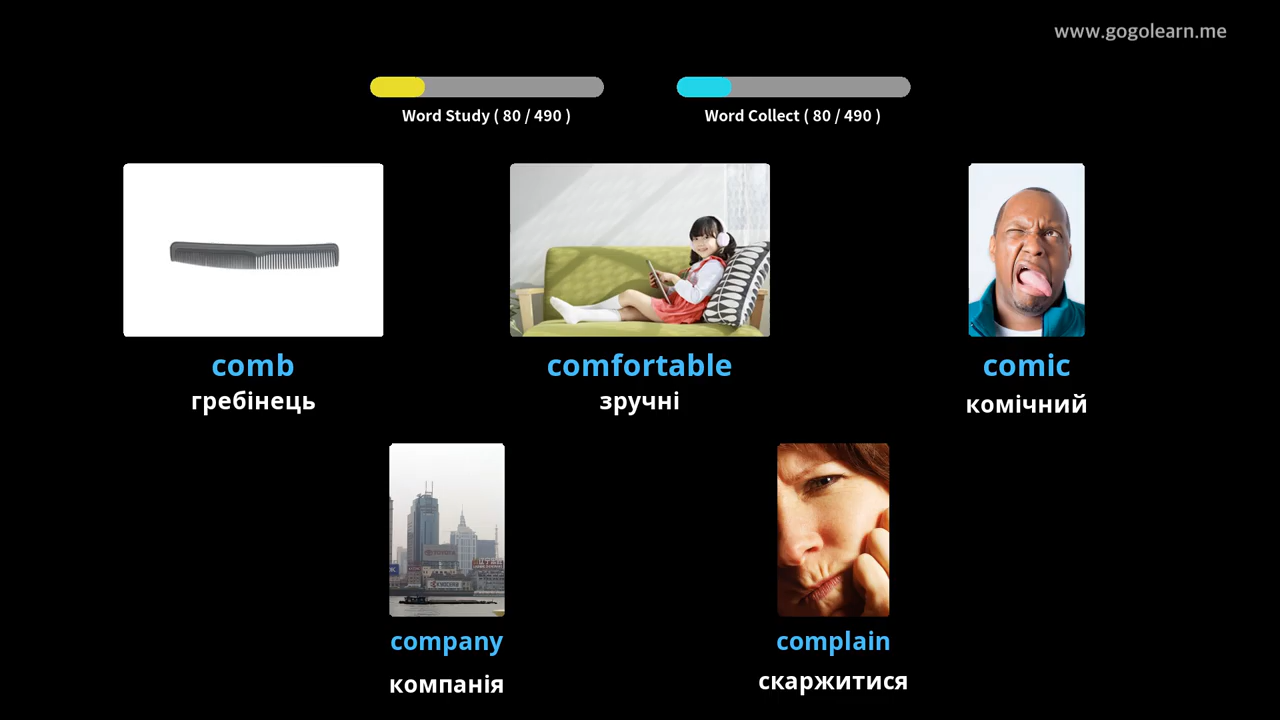 www.gogolearn.me
Word Study ( 80 / 490 )
Word Collect ( 80 / 490 )
comb
comfortable
comic
гребінець
зручні
комічний
TOYOTA
company
complain
компанія
скаржитися